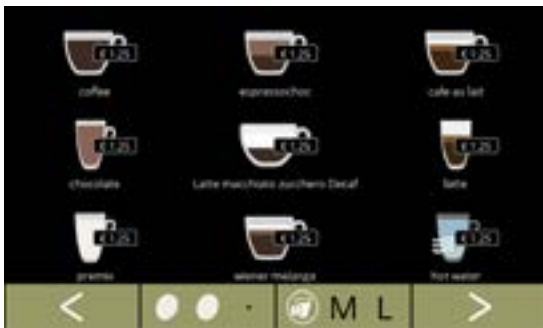 € 1.25
€ 1.25
€ 1.25
coffee
espressochoc
cafe au lait
€ 1.25
€ 1.25
€ 1.25
chocolate
Latte macchiato zucchero Decaf
latte
€ 1.25
€ 1.25
€ 1.25
premix
wiener melange
hot water
< M L >